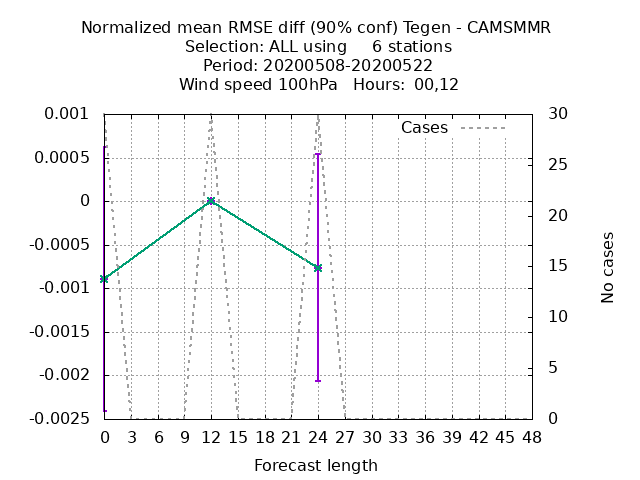 Normalized mean RMSE diff (90% conf) Tegen - CAMSMMR
Selection: ALL using     6 stations
Period: 20200508-20200522
Wind speed 100hPa   Hours: 00,12
Cases
0.001
0.0005
0
-0.0005
-0.001
-0.0015
-0.002
-0.0025
30
25
20
15
10
5
0
No cases
0 3 6 9 12 15 18 21 24 27 30 33 36 39 42 45 48
Forecast length